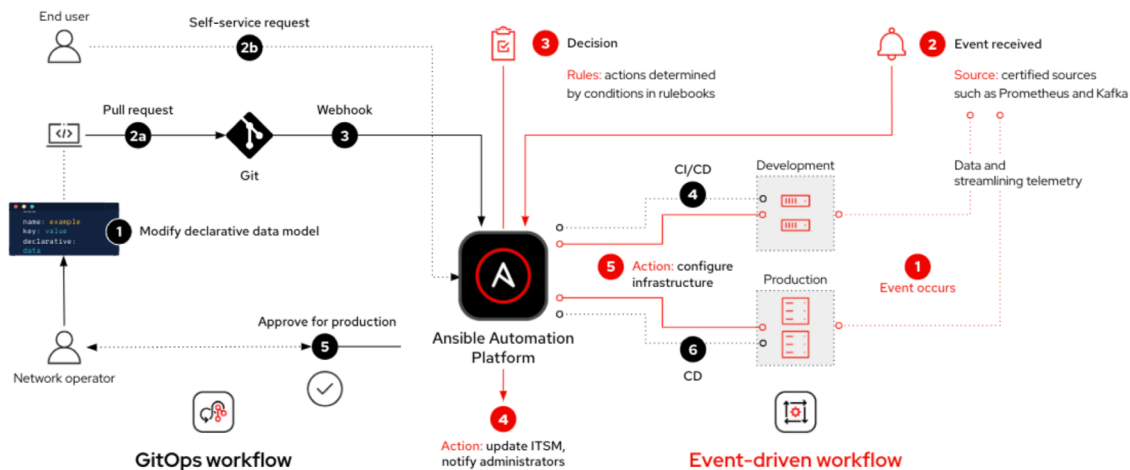 End user
Self-service request
2b
3
Decision
Rules: actions determined
by conditions in rulebooks
2
Event received
Source: certified sources
such as Prometheus and Kafka
Pull request
2a
Git
Webhook
3
name: example
key: value
declarative:
data
1
Modify declarative data model
CI/CD
4
Development
Data and
streamlining telemetry
5
Action: configure
infrastructure
1
Event occurs
Production
6
CD
Approve for production
5
Network operator
Ansible Automation
Platform
4
Action: update ITSM,
notify administrators
GitOps workflow
Event-driven workflow